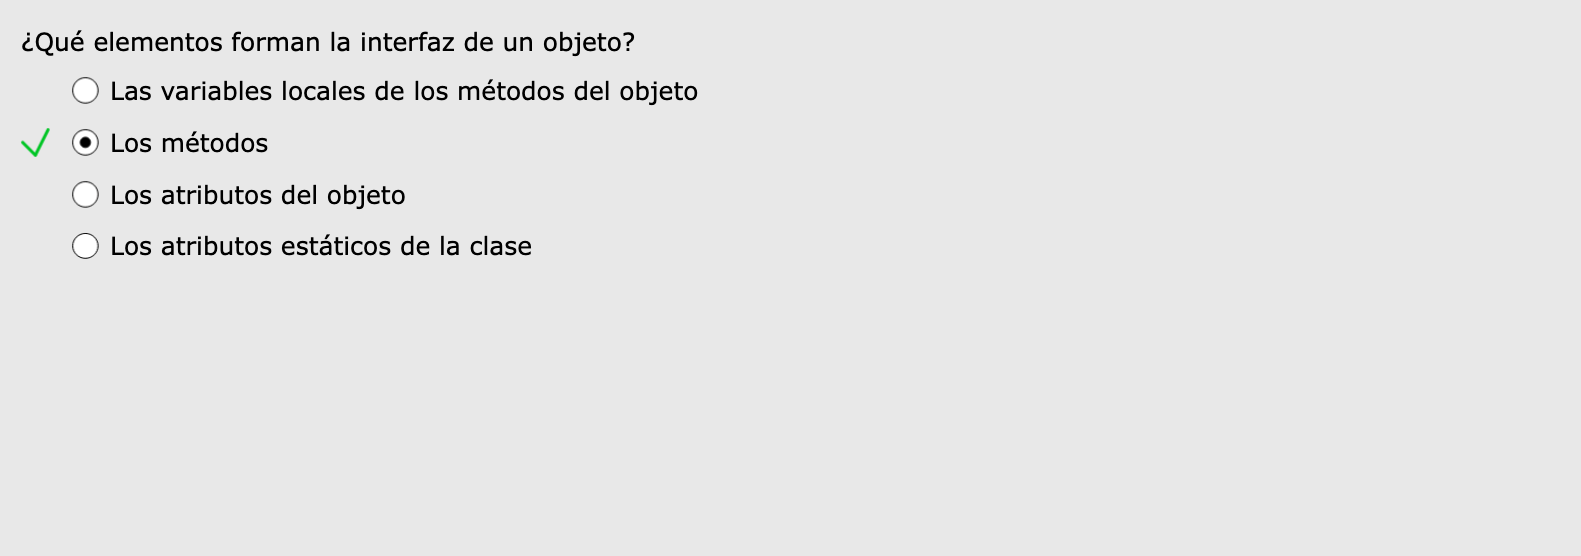 ¿Qué elementos forman la interfaz de un objeto?
Las variables locales de los métodos del objeto
Los métodos
Los atributos del objeto
Los atributos estáticos de la clase